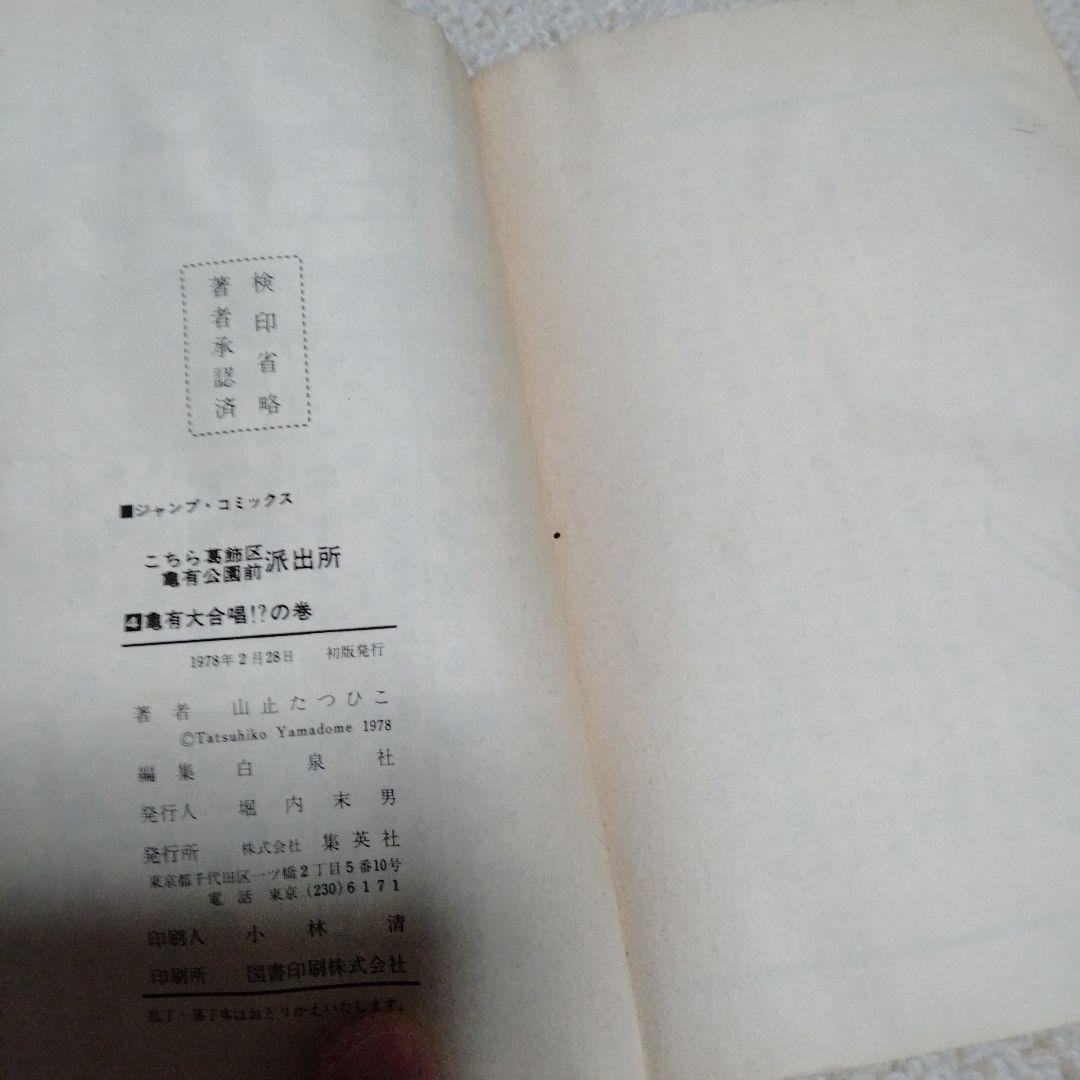 検印省略
著者承認済
■ジャンプ・コミックス
こちら葛飾区
亀有公園前派出所
4亀有大合唱!?の巻
1978年2月28日 初版発行
著者 山止たつひこ
©Tatsuhiko Yamadome 1978
編集 白泉社
発行人 堀内末男
発行所 株式会社 集英社
東京都千代田区一ツ橋2丁目5番10号
電話 東京 (230) 6171
印刷人 小林清
印刷所 図書印刷株式会社
乱丁・落丁本はおとりかえいたします。